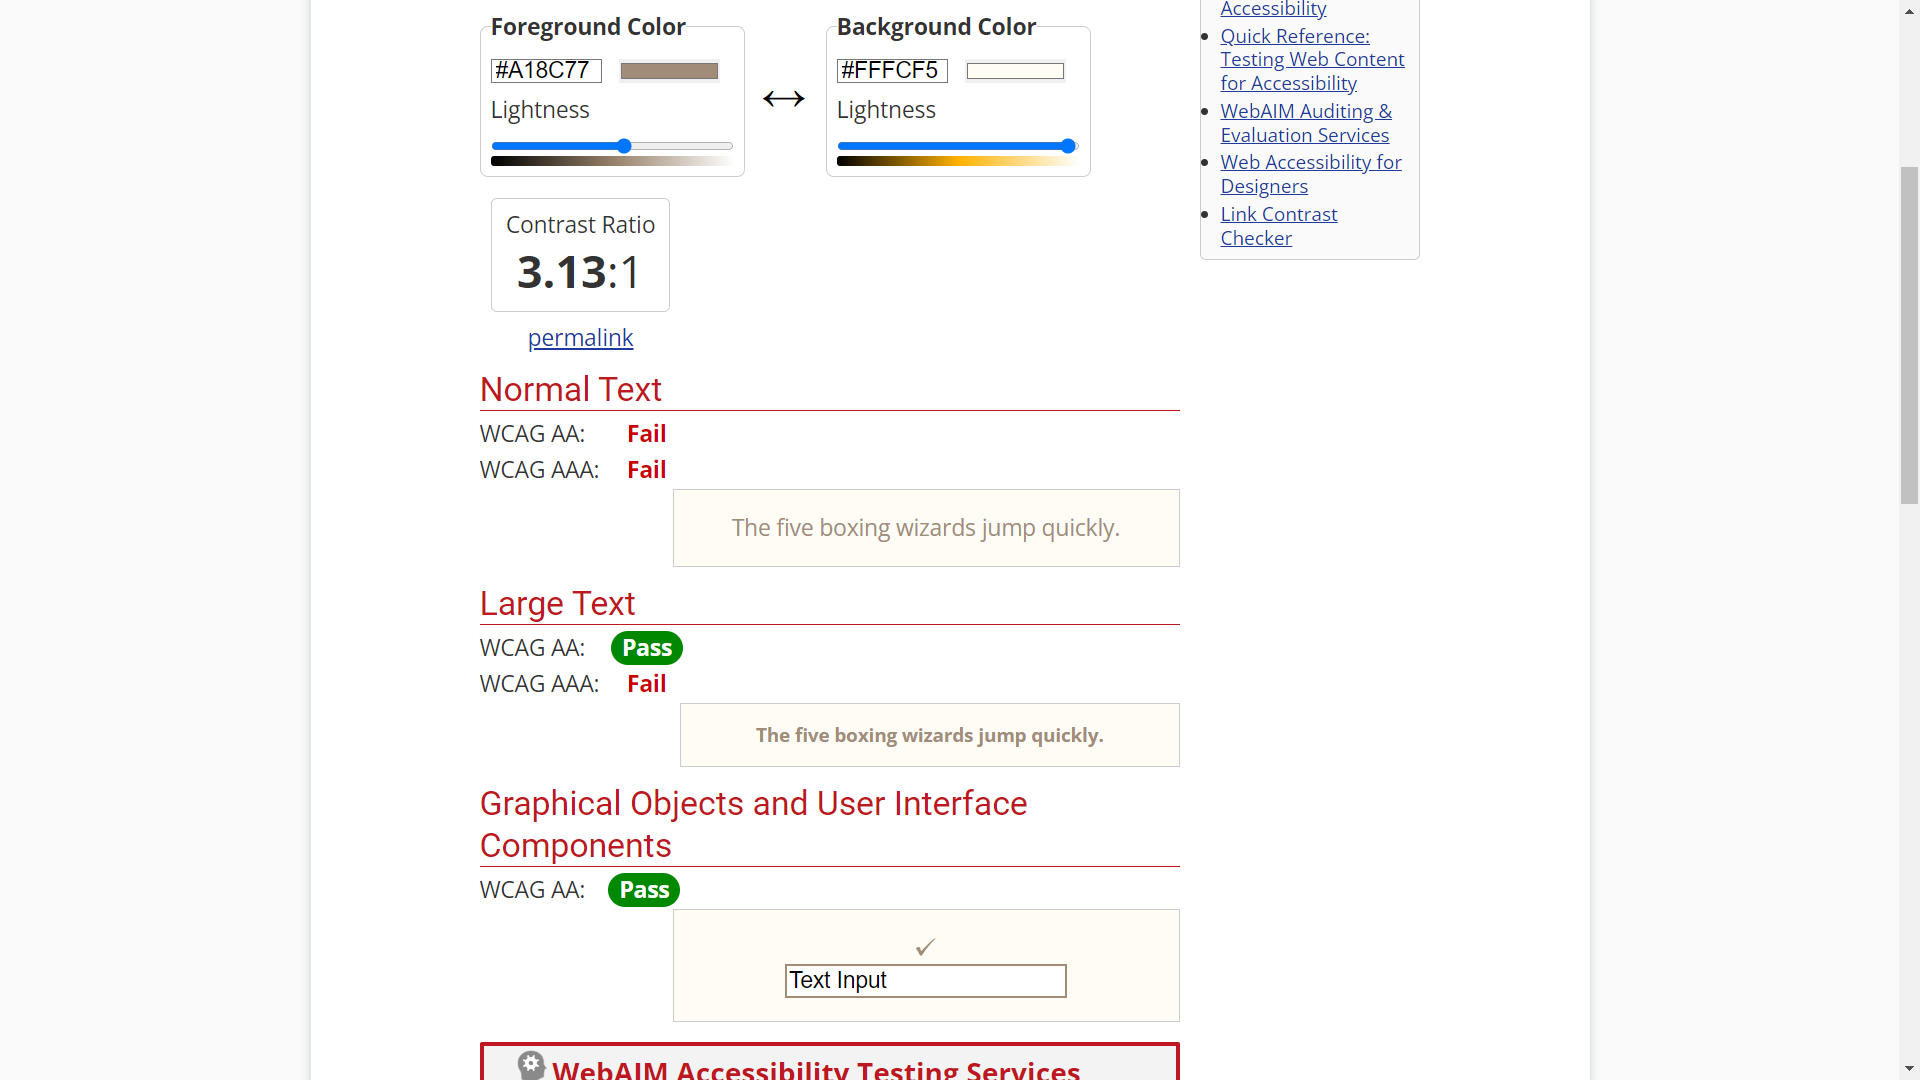 Foreground Color
#A18C77
Lightness
Background Color
#FFFCF5
Lightness
Contrast Ratio
3.13:1
permalink
Normal Text
WCAG AA: Fail
WCAG AAA: Fail
The five boxing wizards jump quickly.
Large Text
WCAG AA: Pass
WCAG AAA: Fail
The five boxing wizards jump quickly.
Graphical Objects and User Interface
Components
WCAG AA: Pass
✓
Text Input
WebAIM Accessibility Testing Services
Accessibility
Quick Reference:
Testing Web Content
for Accessibility
WebAIM Auditing &
Evaluation Services
Web Accessibility for
Designers
Link Contrast
Checker